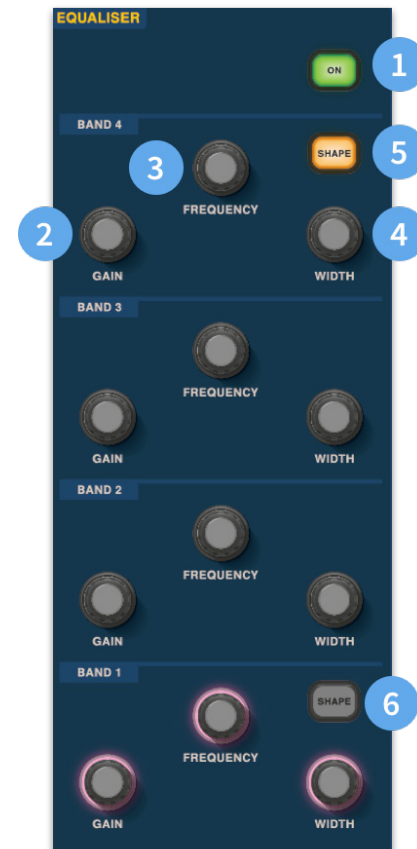 EQUALISER
ON
1
BAND 4
SHAPE
5
3
FREQUENCY
2
4
GAIN
WIDTH
BAND 3
FREQUENCY
GAIN
WIDTH
BAND 2
FREQUENCY
GAIN
WIDTH
BAND 1
SHAPE
6
FREQUENCY
GAIN
WIDTH